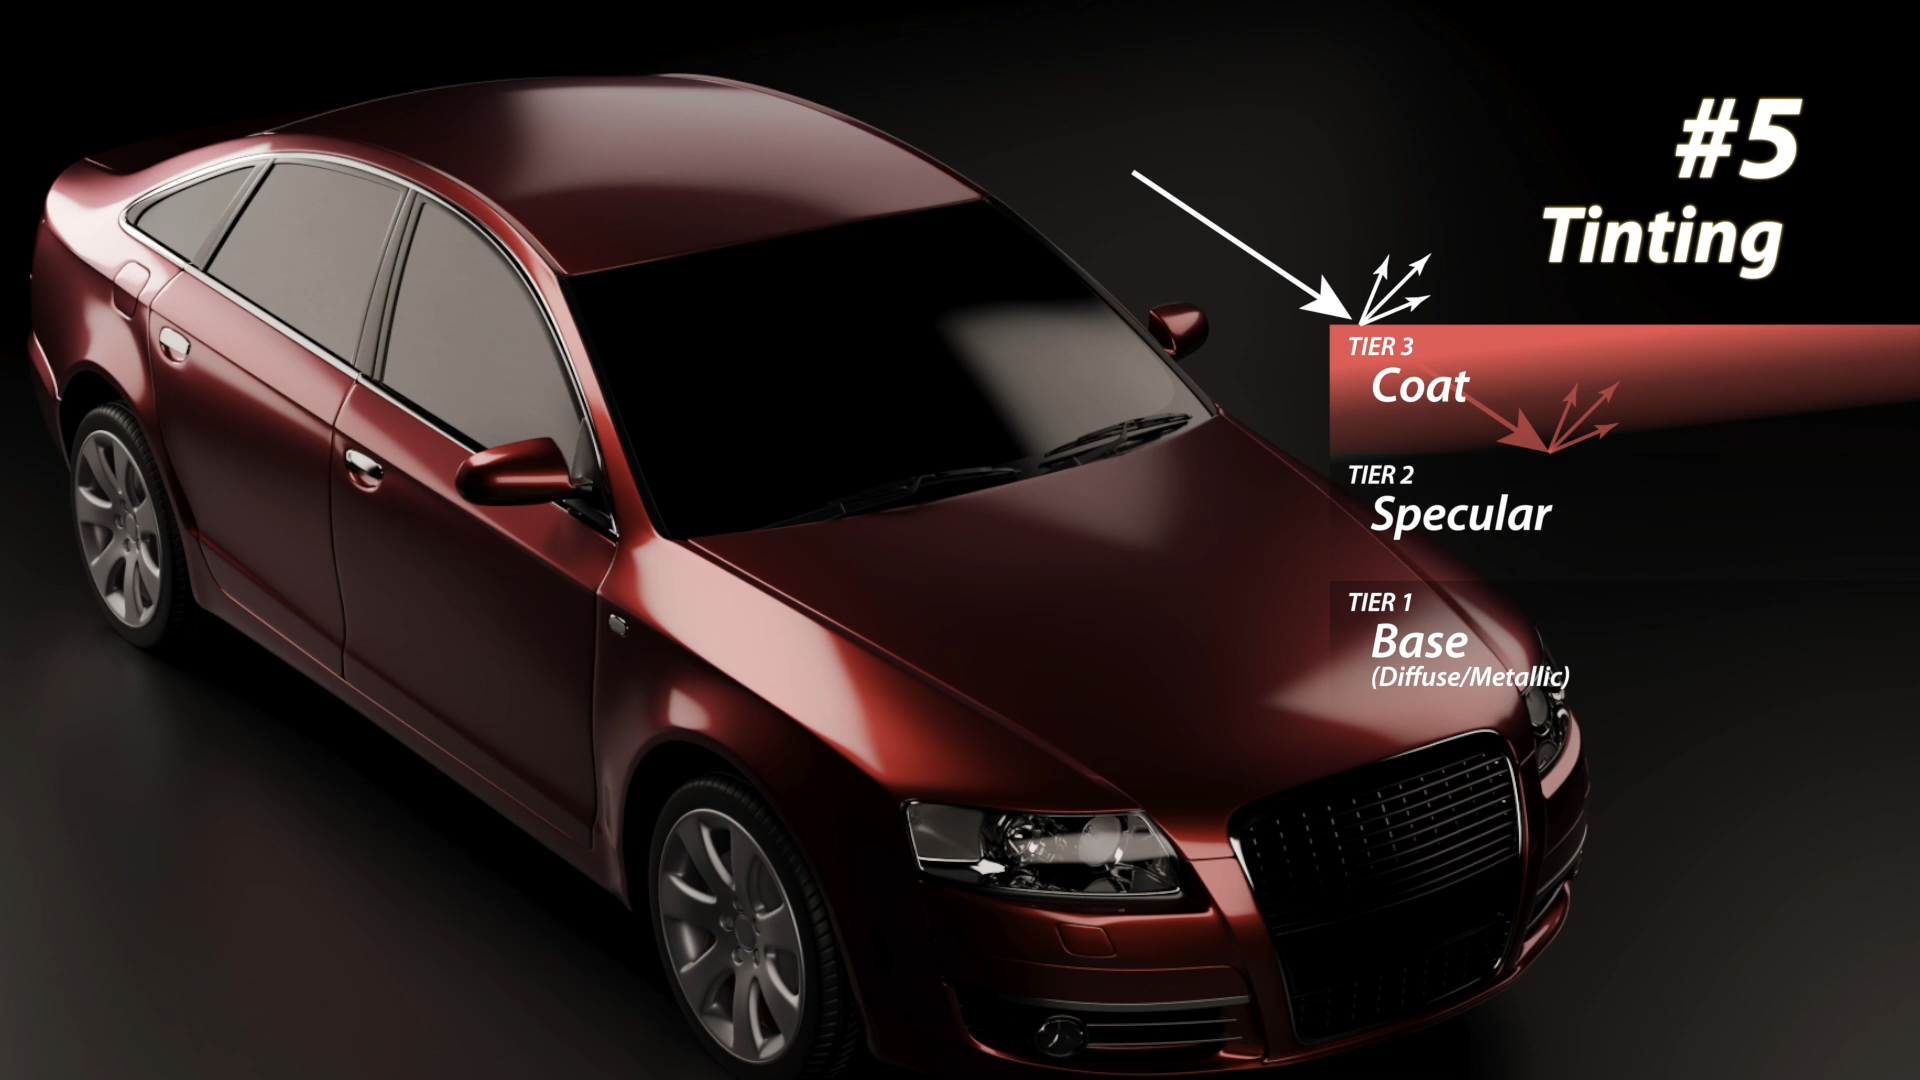 #5
Tinting
TIER 3
Coat
TIER 2
Specular
TIER 1
Base
(Diffuse/Metallic)